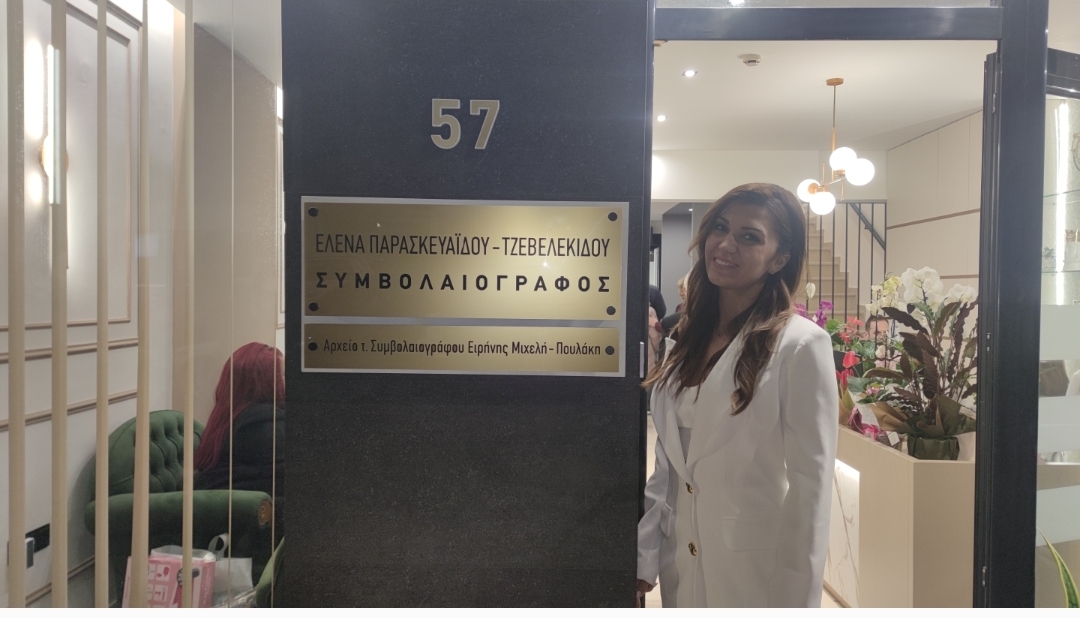 57
ΕΛΕΝΑ ΠΑΡΑΣΚΕΥΑΪΔΟΥ – ΤΖΕΒΕΛΕΚΙΔΟΥ
ΣΥΜΒΟΛΑΙΟΓΡΑΦΟΣ
Αρχείο τ. Συμβολαιογράφου Ειρήνης Μιχελή – Πουλάκη